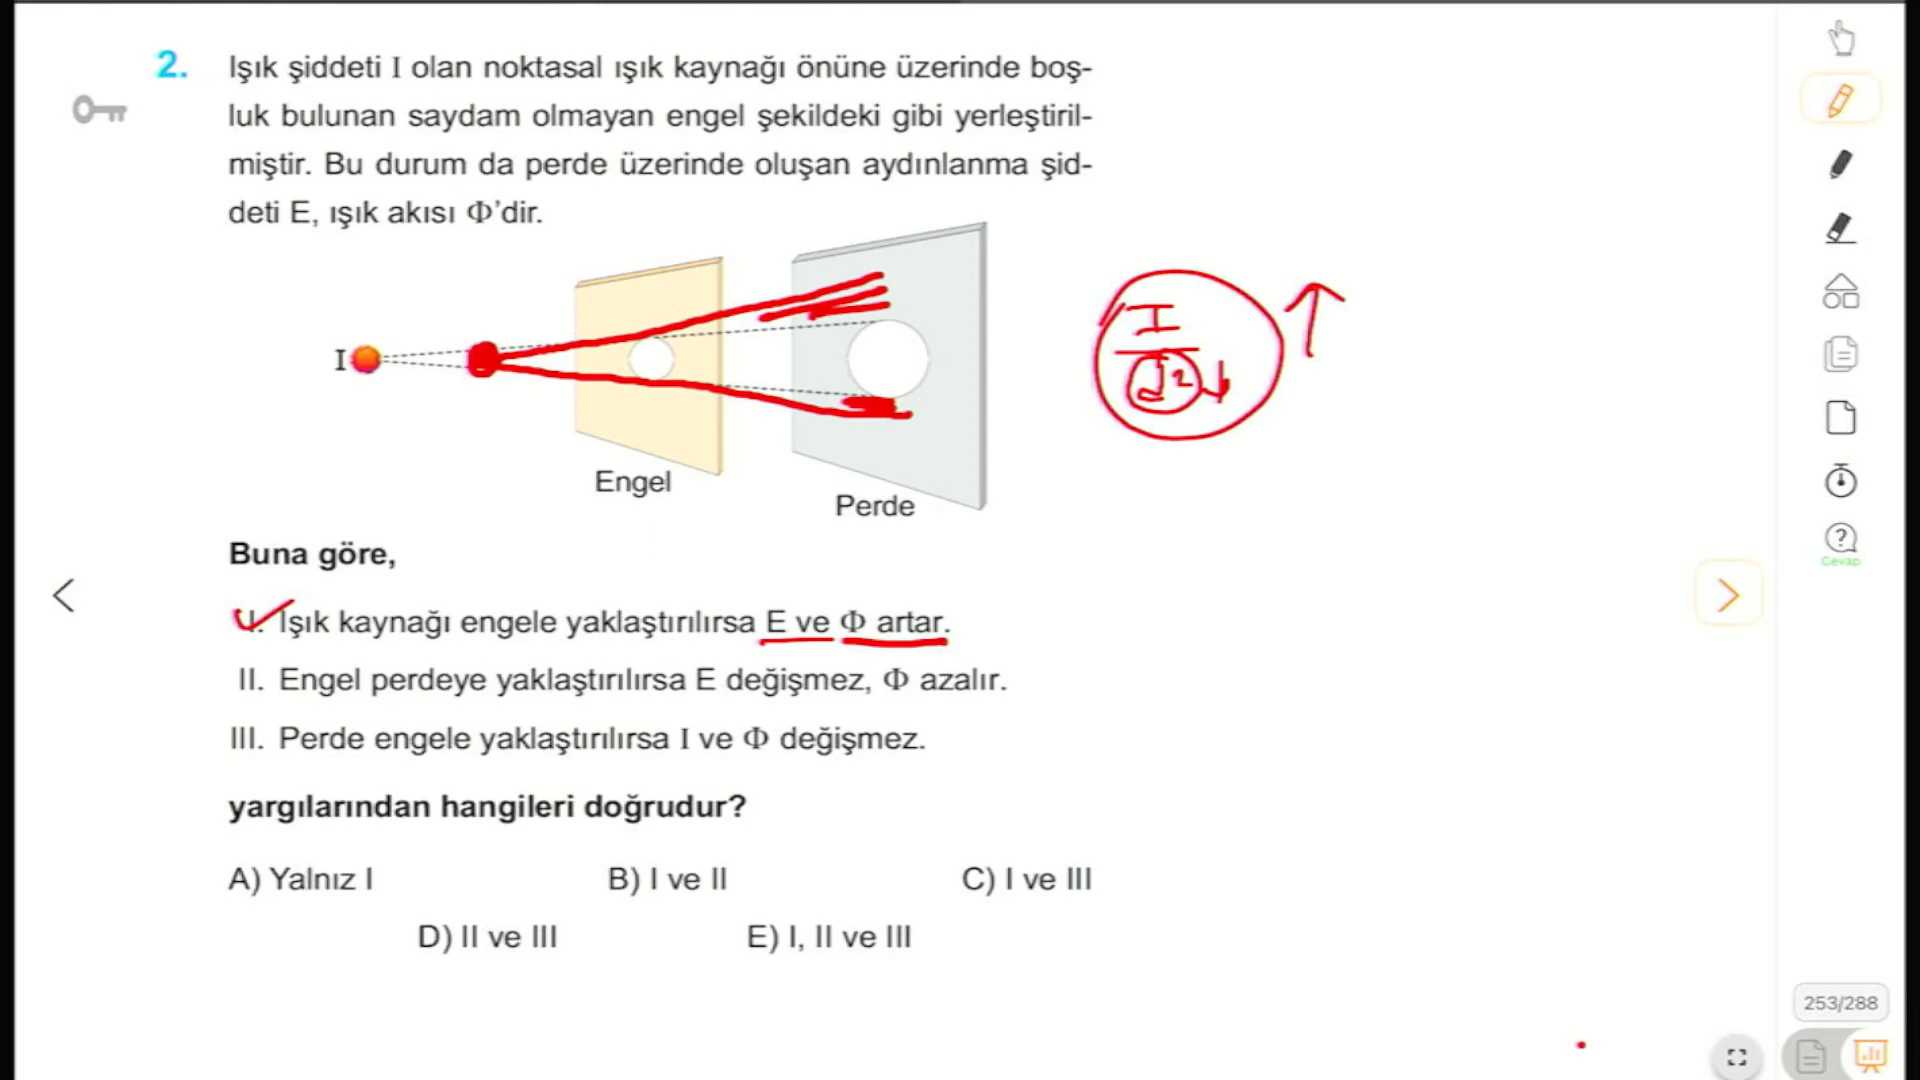 2.
Işık şiddeti I olan noktasal ışık kaynağı önüne üzerinde boş-
luk bulunan saydam olmayan engel şekildeki gibi yerleştiril-
miştir. Bu durum da perde üzerinde oluşan aydınlanma şid-
deti E, ışık akısı Φ'dir.
I
Engel
Perde
I
d²
Buna göre,
I. Işık kaynağı engele yaklaştırılırsa E ve Φ artar.
II. Engel perdeye yaklaştırılırsa E değişmez, Φ azalır.
III. Perde engele yaklaştırılırsa I ve Φ değişmez.
yargılarından hangileri doğrudur?
A) Yalnız I
B) I ve II
C) I ve III
D) II ve III
E) I, II ve III
Cevap
253/288